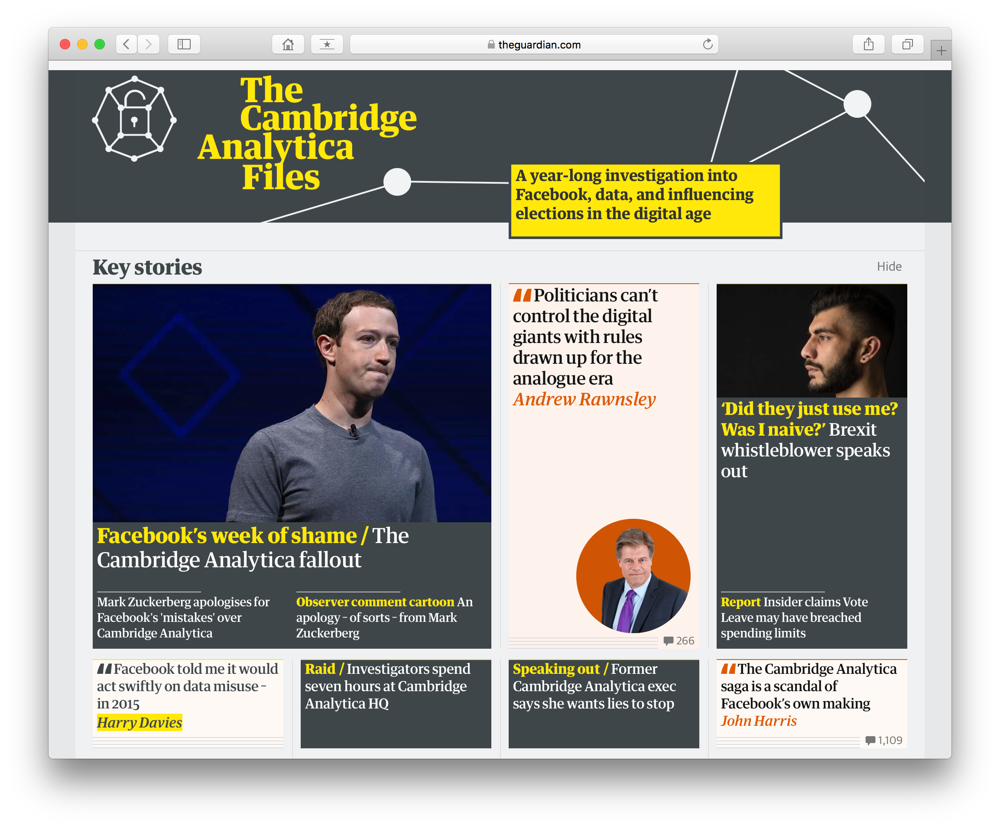 theguardian.com
The
Cambridge
Analytica
Files
A year-long investigation into
Facebook, data, and influencing
elections in the digital age
Key stories
Hide
Facebook’s week of shame / The
Cambridge Analytica fallout
Mark Zuckerberg apologises for
Facebook's 'mistakes' over
Cambridge Analytica
Observer comment cartoon An
apology – of sorts – from Mark
Zuckerberg
“Politicians can’t
control the digital
giants with rules
drawn up for the
analogue era
Andrew Rawnsley
266
‘Did they just use me?
Was I naive?’ Brexit
whistleblower speaks
out
Report Insider claims Vote
Leave may have breached
spending limits
“Facebook told me it would
act swiftly on data misuse –
in 2015
Harry Davies
Raid / Investigators spend
seven hours at Cambridge
Analytica HQ
Speaking out / Former
Cambridge Analytica exec
says she wants lies to stop
“The Cambridge Analytica
saga is a scandal of
Facebook’s own making
John Harris
1,109